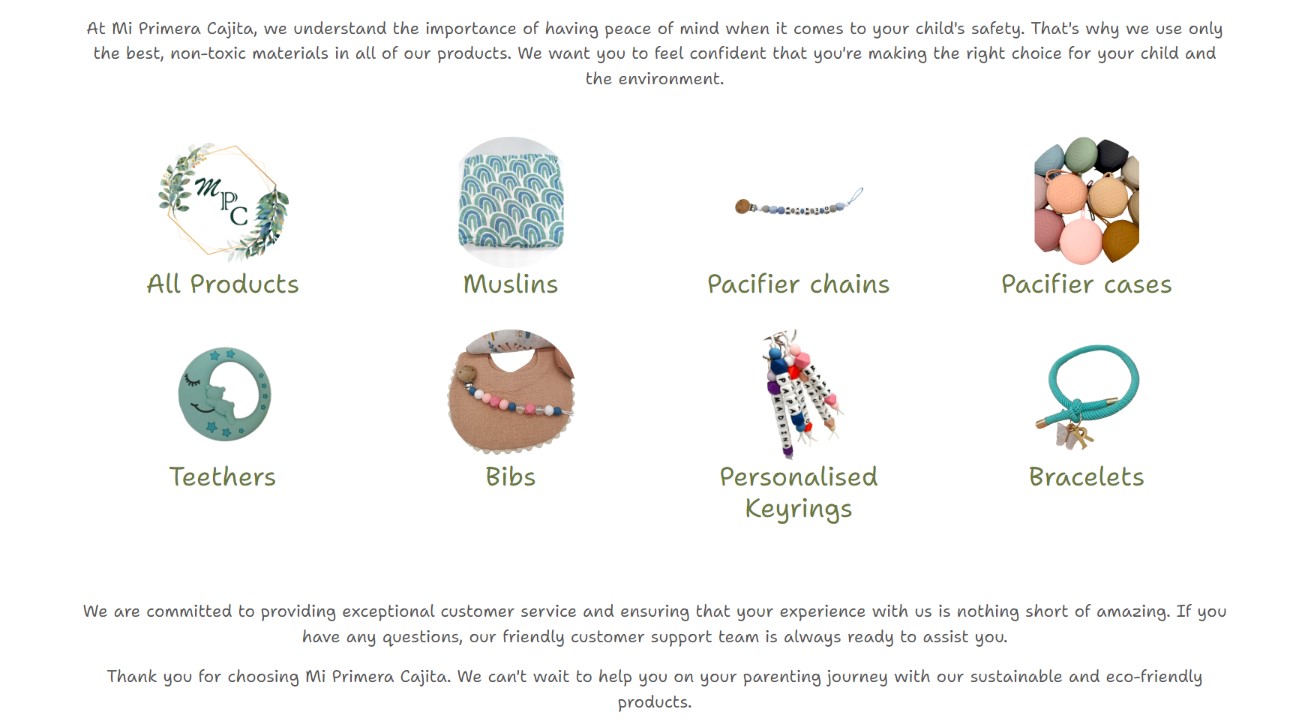 At Mi Primera Cajita, we understand the importance of having peace of mind when it comes to your child's safety. That's why we use only
the best, non-toxic materials in all of our products. We want you to feel confident that you're making the right choice for your child and
the environment.
M
P
C
All Products
Muslins
Pacifier chains
Pacifier cases
MADRINA
PAPA
Teethers
Bibs
Personalised
Keyrings
Bracelets
We are committed to providing exceptional customer service and ensuring that your experience with us is nothing short of amazing. If you
have any questions, our friendly customer support team is always ready to assist you.
Thank you for choosing Mi Primera Cajita. We can't wait to help you on your parenting journey with our sustainable and eco-friendly
products.